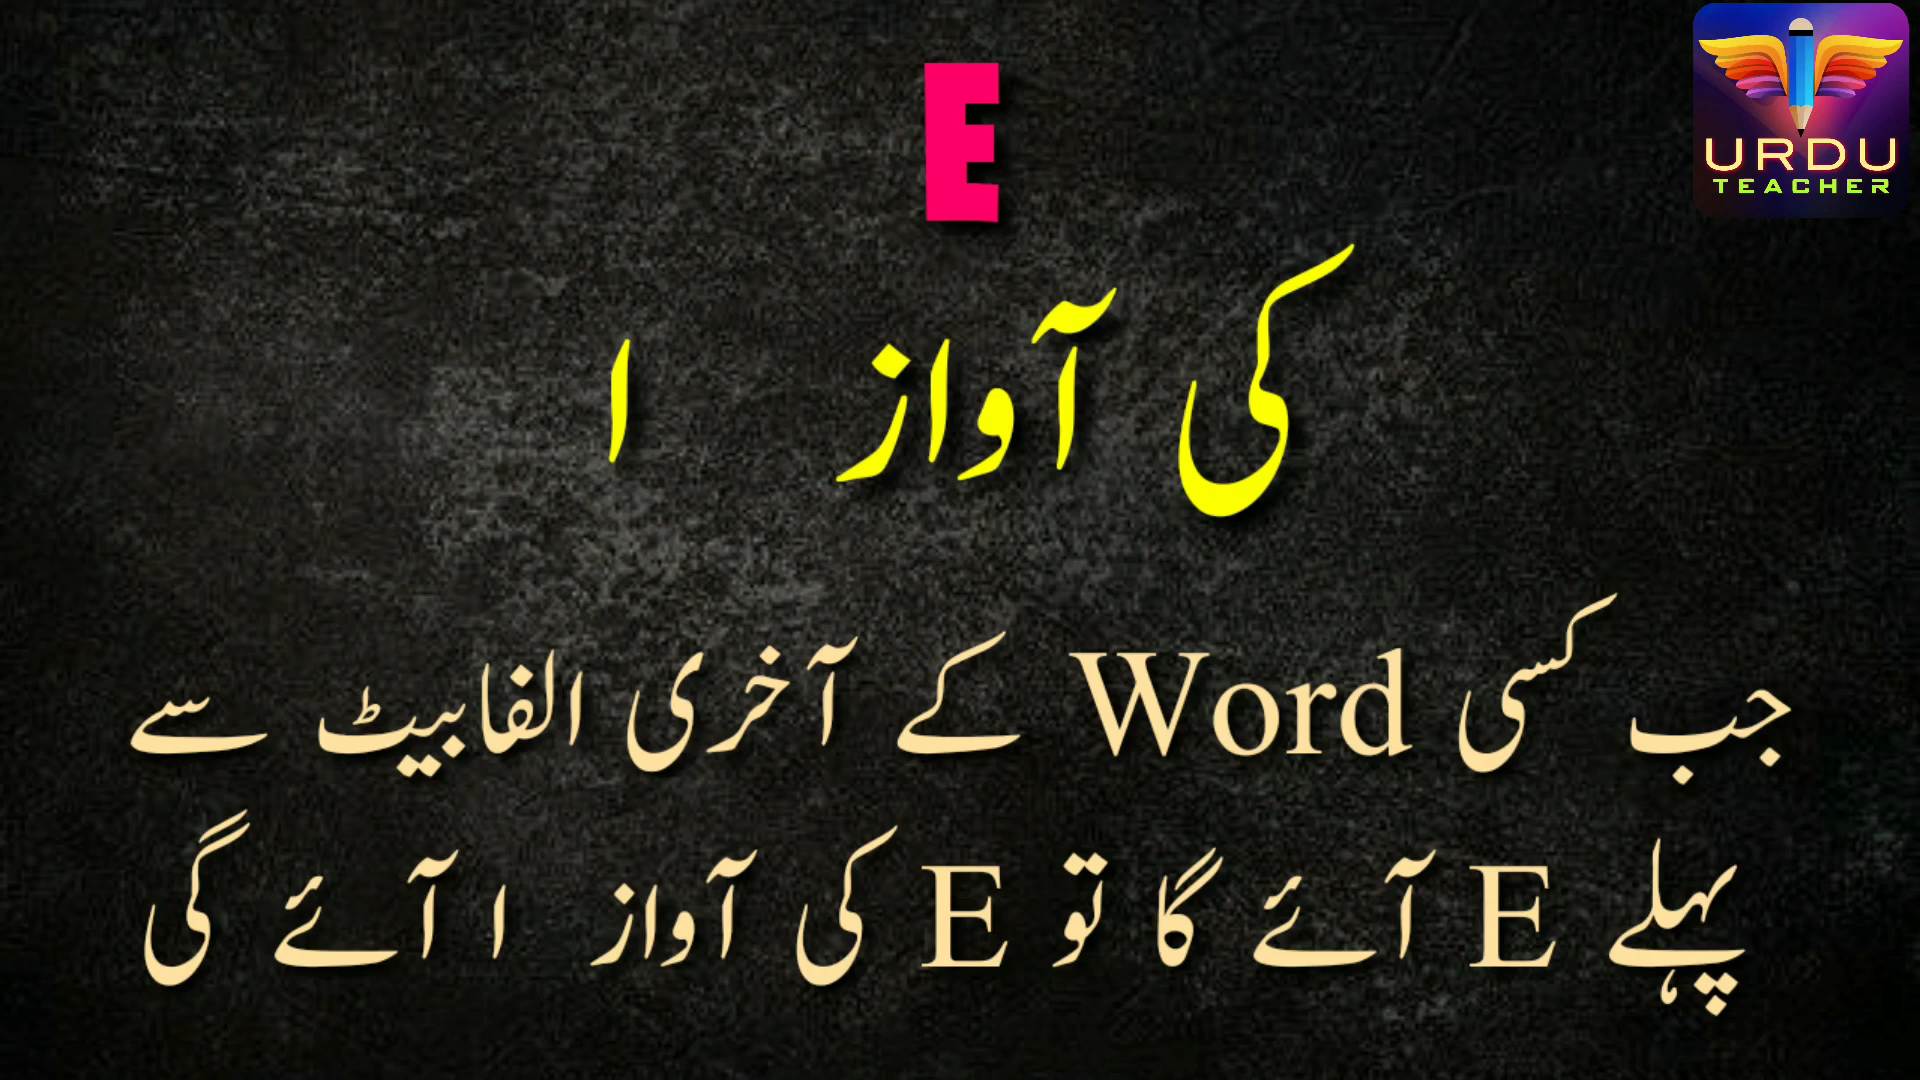 URDU
TEACHER
E
کی آواز ا
جب کسی Word کے آخری الفابیٹ سے
پہلے E آئے گا تو E کی آواز ا آئے گی